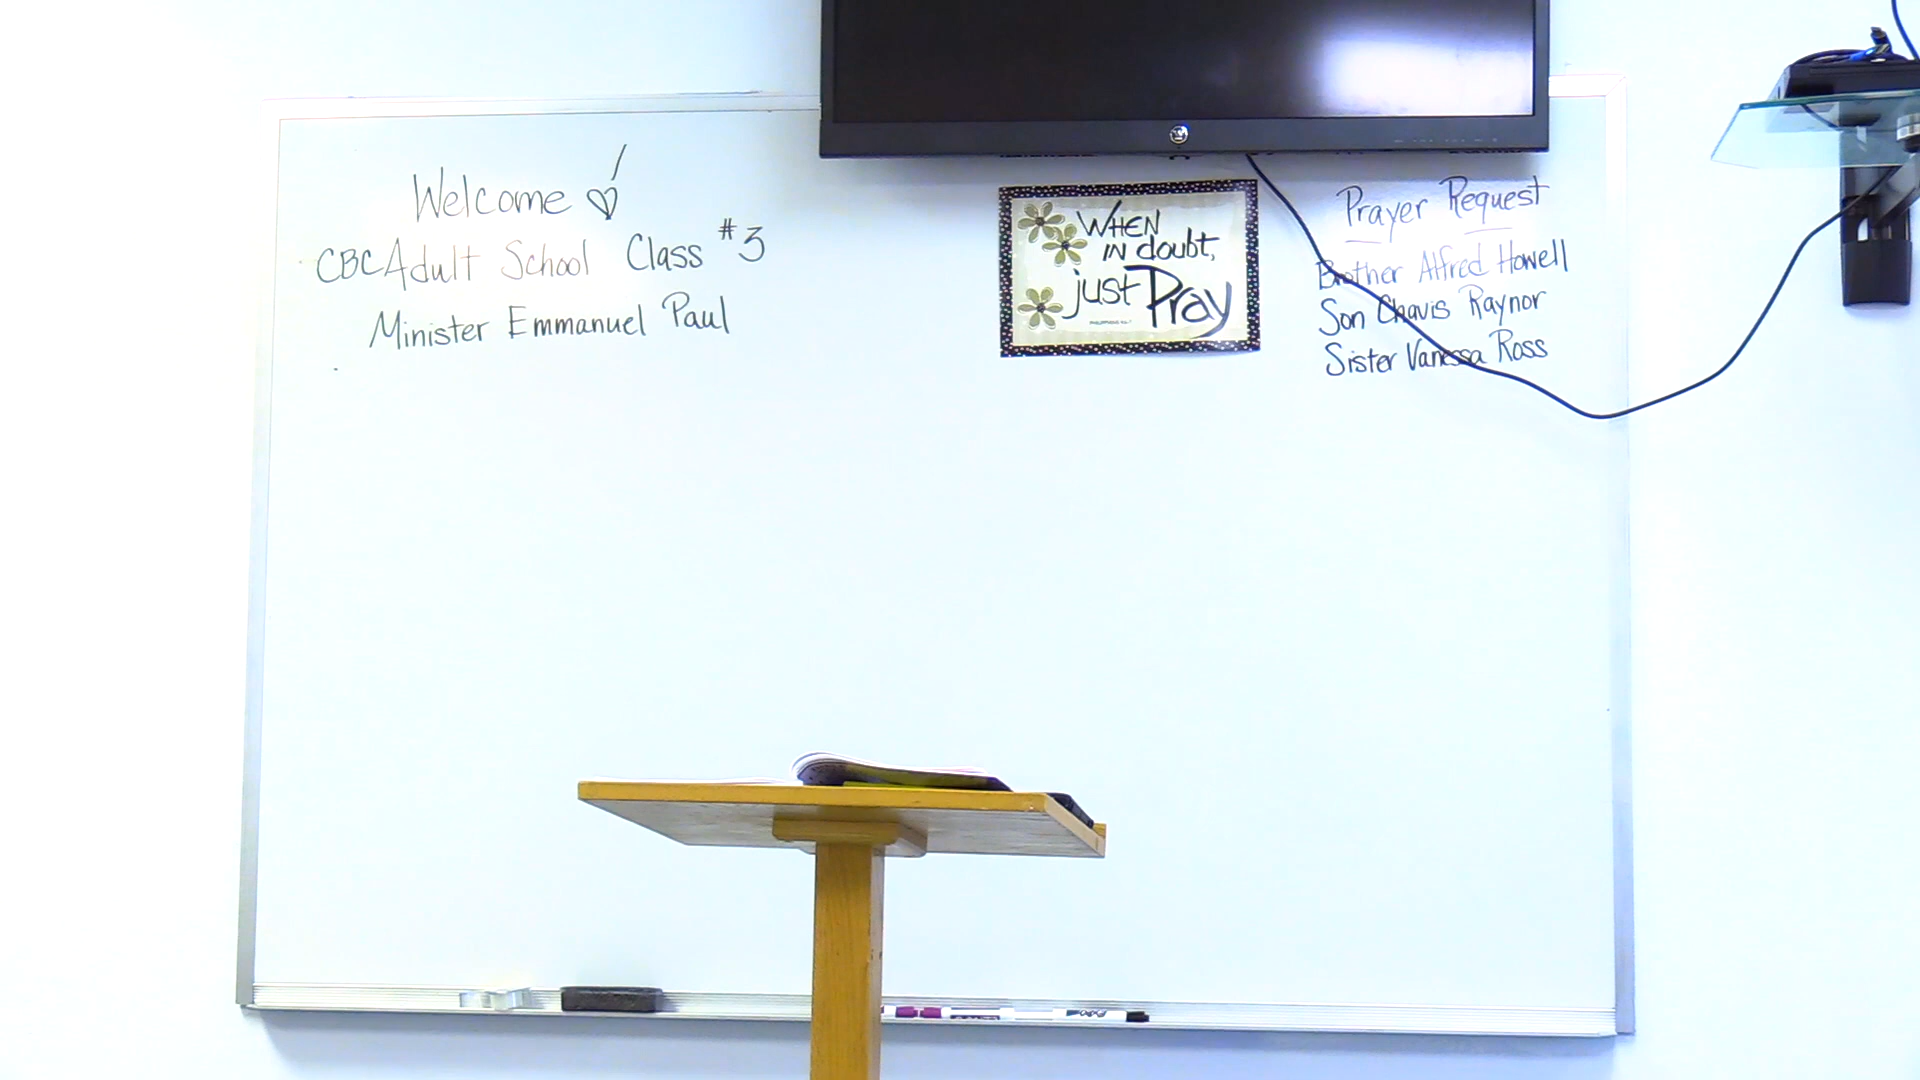 Welcome
CBC Adult School Class #3
Minister Emmanuel Paul
WHEN
IN doubt,
just Pray
Prayer Request
Brother Alfred Howell
Son Chavis Raynor
Sister Vanessa Ross